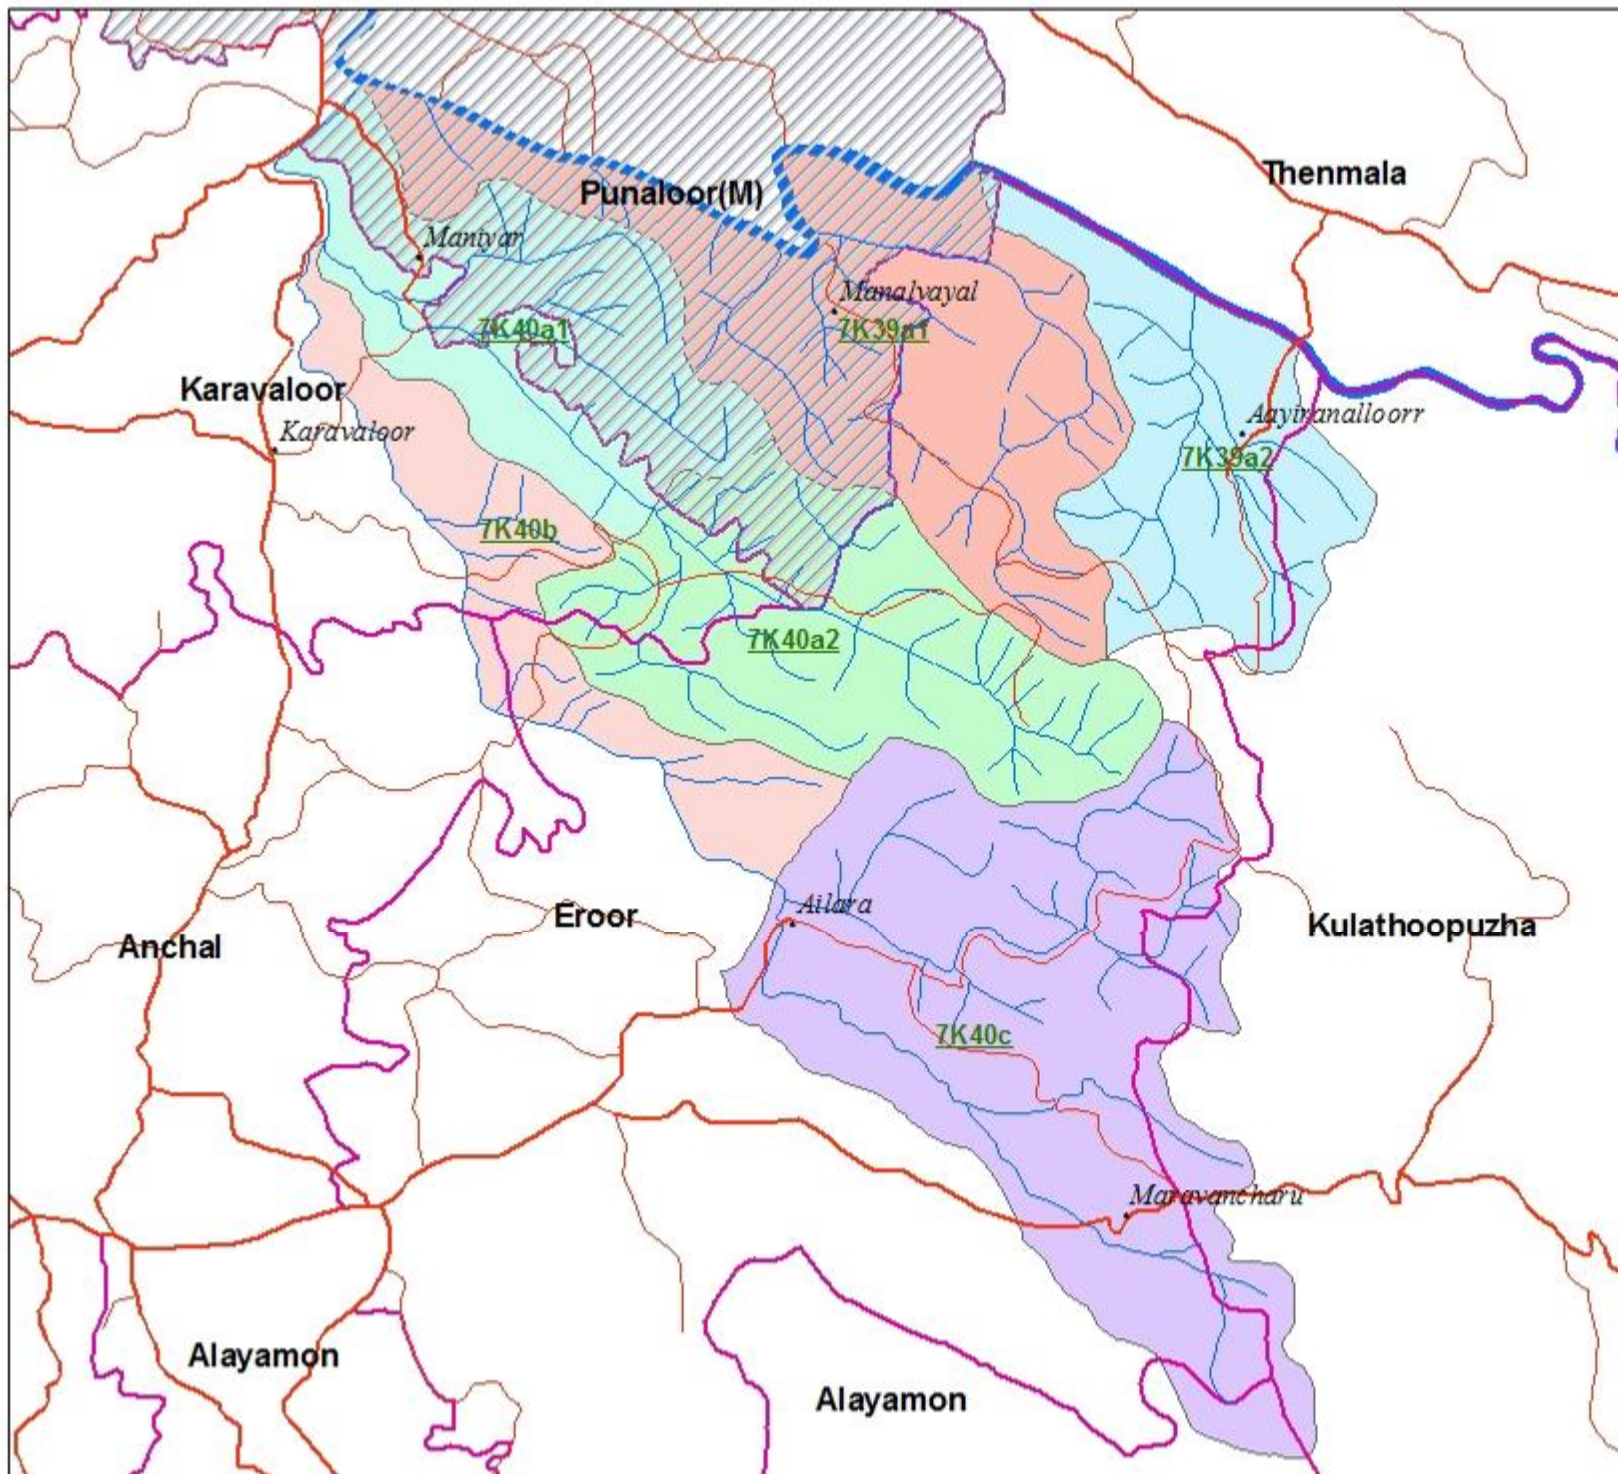 Thenmala
Punaloor(M)
Maniyar
Manalvayal
7K40a1
7K39a1
Karavaloor
Karavaloor
Aayiranalloorr
7K39a2
7K40b
7K40a2
Ailara
Eroor
Kulathoopuzha
Anchal
7K40c
Maravancharu
Alayamon
Alayamon